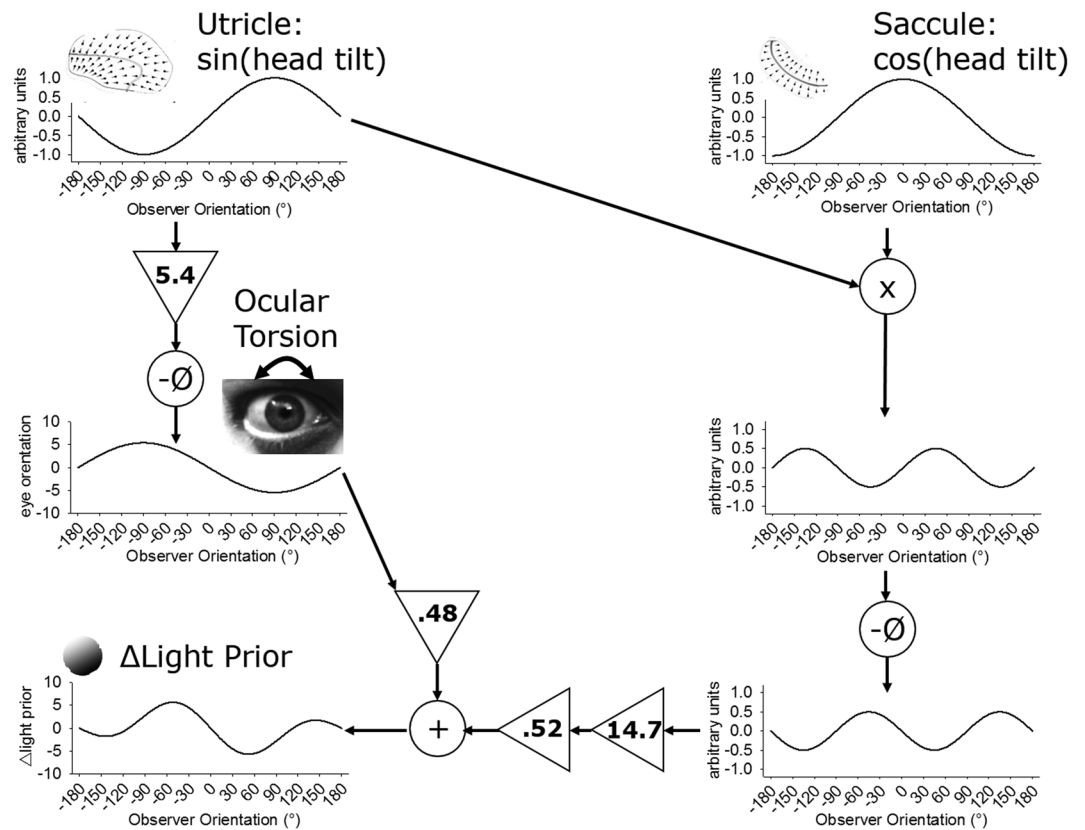 Utricle:
sin(head tilt)
arbitrary units
1.0
0.5
0.0
-0.5
-1.0
-180 -150 -120 -90 -60 -30 0 30 60 90 120 150 180
Observer Orientation (°)
Saccule:
cos(head tilt)
arbitrary units
1.0
0.5
0.0
-0.5
-1.0
-180 -150 -120 -90 -60 -30 0 30 60 90 120 150 180
Observer Orientation (°)
5.4
x
Ocular
Torsion
-Ø
eye orentation
10
5
0
-5
-10
-180 -150 -120 -90 -60 -30 0 30 60 90 120 150 180
Observer Orientation (°)
arbitrary units
1.0
0.5
0.0
-0.5
-1.0
-180 -150 -120 -90 -60 -30 0 30 60 90 120 150 180
Observer Orientation (°)
.48
-Ø
ΔLight Prior
△light prior
10
5
0
-5
-10
-180 -150 -120 -90 -60 -30 0 30 60 90 120 150 180
Observer Orientation (°)
+
.52
14.7
arbitrary units
1.0
0.5
0.0
-0.5
-1.0
-180 -150 -120 -90 -60 -30 0 30 60 90 120 150 180
Observer Orientation (°)